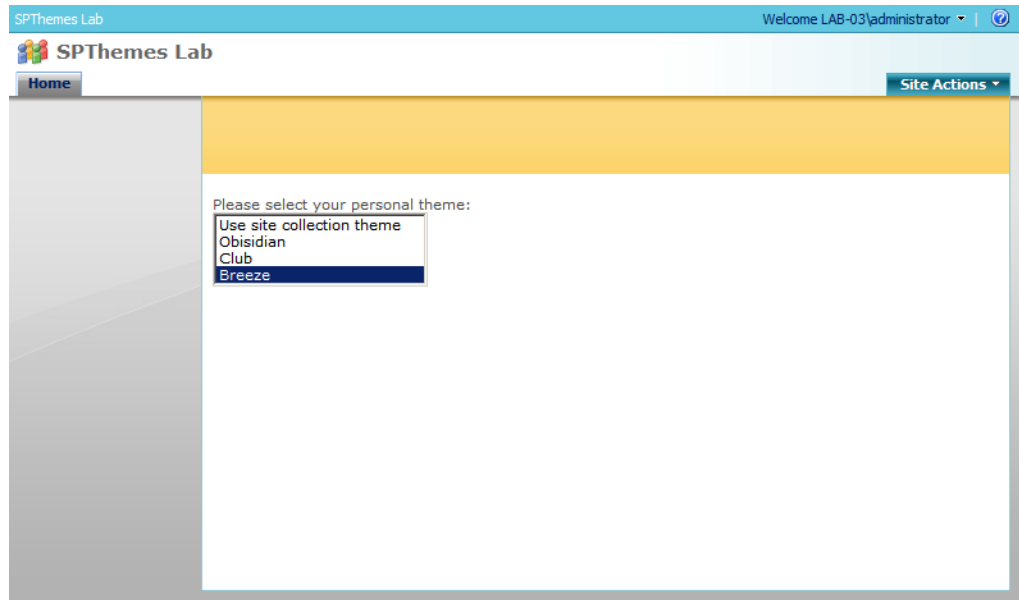 SPThemes Lab
Welcome LAB-03\administrator
SPThemes Lab
Home
Site Actions
Please select your personal theme:
Use site collection theme
Obisidian
Club
Breeze